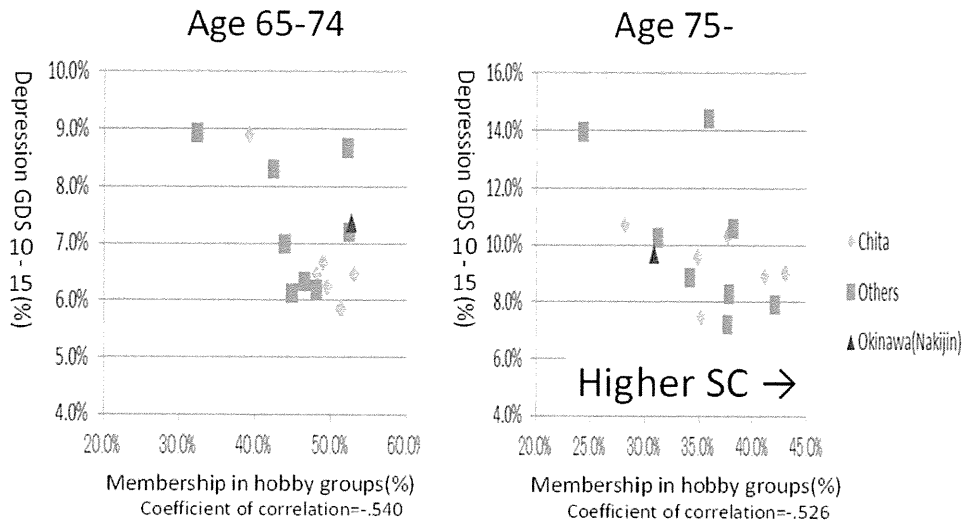 Age 65-74
Depression GDS 10-15(%)
10.0%
9.0%
8.0%
7.0%
6.0%
5.0%
4.0%
20.0%
30.0%
40.0%
50.0%
60.0%
Membership in hobby groups(%)
Coefficient of correlation=-.540
Age 75-
Depression GDS 10-15(%)
16.0%
14.0%
12.0%
10.0%
8.0%
6.0%
4.0%
Higher SC →
20.0%
25.0%
30.0%
35.0%
40.0%
45.0%
Membership in hobby groups(%)
Coefficient of correlation=-.526
Chita
Others
Okinawa(Nakijin)